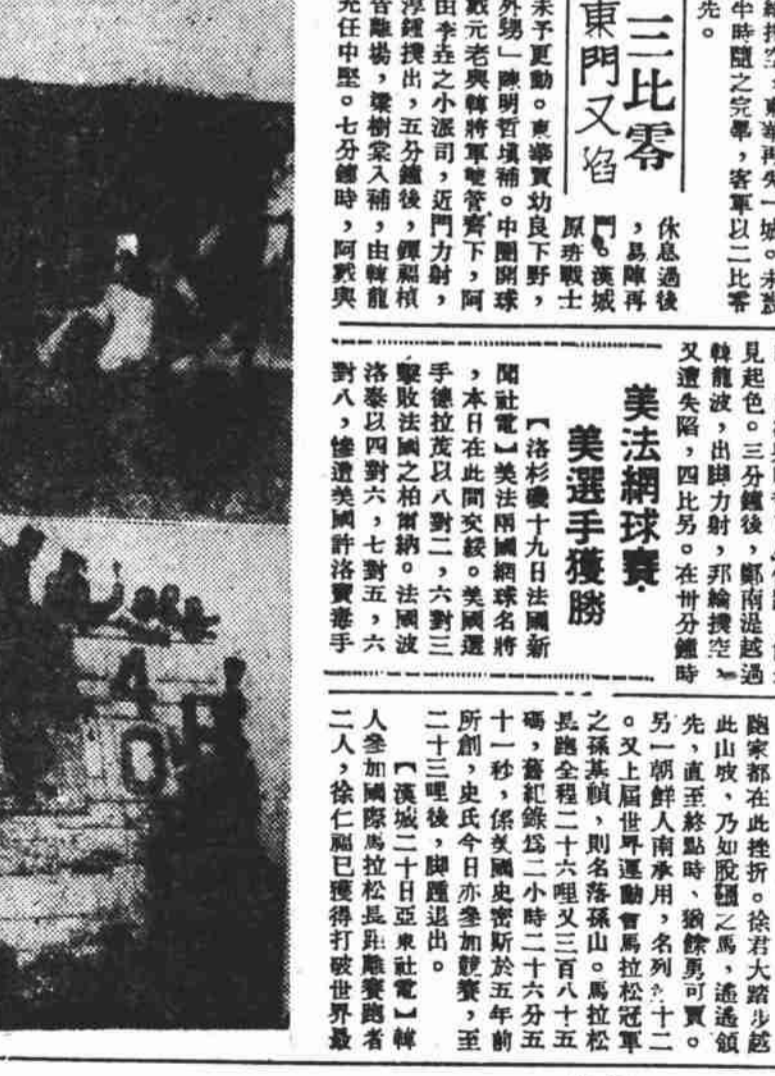 先。
半時隨之完畢,客軍以二比零
三比零
東門又陷
休息過後
,易陣再
門。漢城
原班戰士
未予更動。東華賈幼良下野,
外甥」陳明哲塡補。中圈開球
戲元老與韓將軍雙管齊下,阿
由李垚之小派司,近門力射,
淳鍾撲出,五分鐘後,鄭福楨
告離場,梁樹棠入補,由韓龍
充任中堅。七分鐘時,阿戲與
見起色。三分鐘後,鄭南湜越過
韓龍波,出脚力射,邦綸撲空,
又遭失陷,四比另。在卅分鐘時
美法網球賽
美選手獲勝
【洛杉磯十九日法國新
聞社電】美法兩國網球名將
,本日在此間交綏。美國選
手德拉茂以八對二,六對三
擊敗法國之柏爾納。法國波
洛泰以四對六,七對五,六
對八,慘遭美國許洛寶毒手
跑家都在此挫折。徐君大踏步越
此山坡,乃如脫韁之馬,遙遙領
先,直至終點時、猶餘勇可賈。
另一朝鮮人南承用,名列第十二
。又上屆世界運動會馬拉松冠軍
之孫基幀,則名落孫山。馬拉松
長跑全程二十六哩又三百八十五
碼,舊紀錄爲二小時二十六分五
十一秒,係美國史密斯於五年前
所創,史氏今日亦參加競賽,至
二十三哩後,脚踵退出。
【漢城二十日亞東社電】韓
人參加國際馬拉松長距離賽跑者
二人,徐仁福已獲得打破世界最